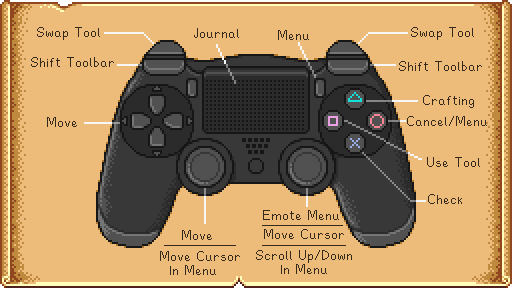 Swap Tool
Journal
Menu
Swap Tool
Shift Toolbar
Shift Toolbar
Crafting
Move
Cancel/Menu
Use Tool
Check
Move
Move Cursor
In Menu
Emote Menu
Move Cursor
Scroll Up/Down
In Menu